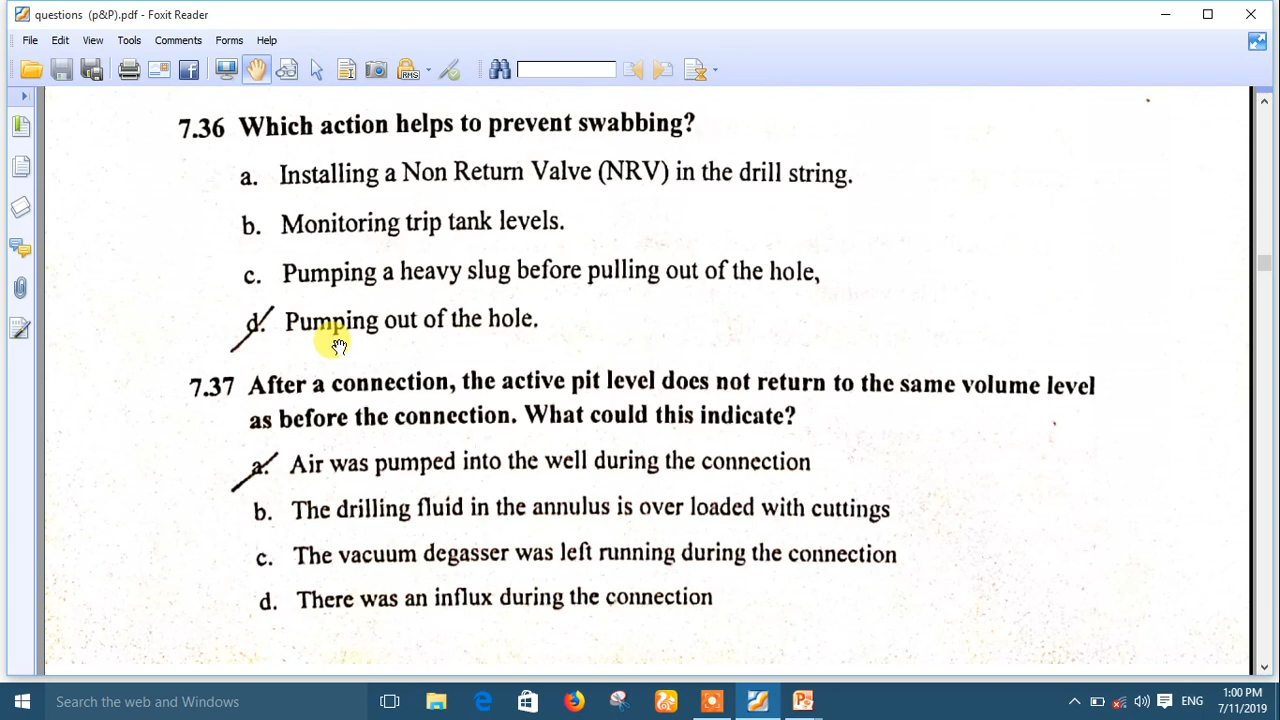 questions (p&P).pdf - Foxit Reader
File Edit View Tools Comments Forms Help
RHS
7.36 Which action helps to prevent swabbing?
a. Installing a Non Return Valve (NRV) in the drill string.
b. Monitoring trip tank levels.
c. Pumping a heavy slug before pulling out of the hole,
d. Pumping out of the hole.
7.37 After a connection, the active pit level does not return to the same volume level
as before the connection. What could this indicate?
a. Air was pumped into the well during the connection
b. The drilling fluid in the annulus is over loaded with cuttings
c. The vacuum degasser was left running during the connection
d. There was an influx during the connection
Search the web and Windows
ENG
1:00 PM
7/11/2019